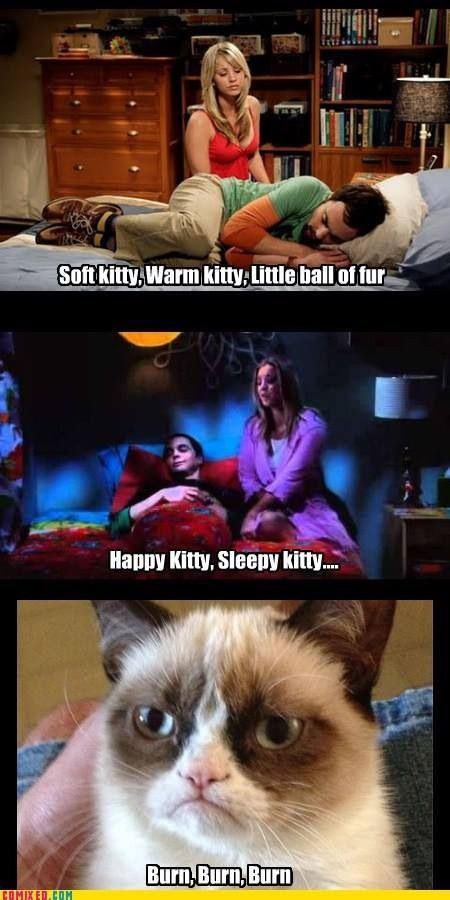 Soft kitty, Warm kitty, Little ball of fur
Happy Kitty, Sleepy kitty....
Burn, Burn, Burn
COMIXED.COM